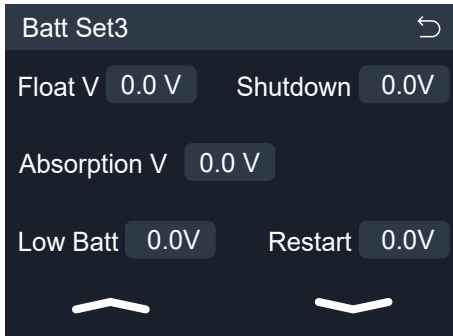 Batt Set3
Float V 0.0 V Shutdown 0.0V
Absorption V 0.0 V
Low Batt 0.0V Restart 0.0V